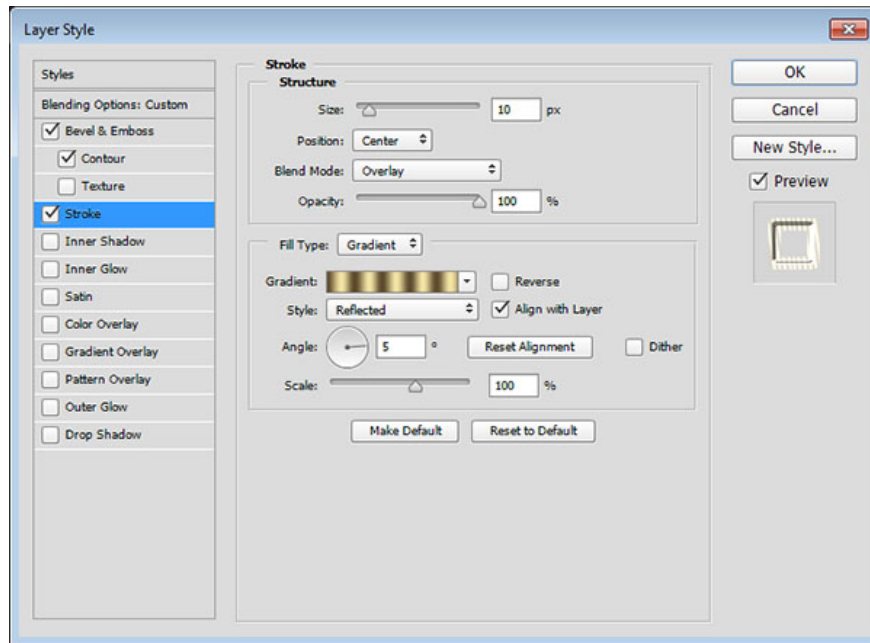 Layer Style
Styles
Blending Options: Custom
Bevel & Emboss
Contour
Texture
Stroke
Inner Shadow
Inner Glow
Satin
Color Overlay
Gradient Overlay
Pattern Overlay
Outer Glow
Drop Shadow
Stroke
Structure
Size: 10 px
Position: Center
Blend Mode: Overlay
Opacity: 100 %
Fill Type: Gradient
Gradient: Reverse
Style: Reflected Align with Layer
Angle: 5 ° Reset Alignment Dither
Scale: 100 %
Make Default Reset to Default
OK
Cancel
New Style...
Preview